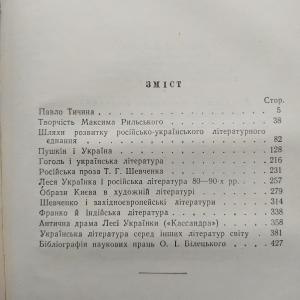 ЗМІСТ
Стор.
Павло Тичина 5
Творчість Максима Рильського 38
Шляхи розвитку російсько-українського літературного
єднання 82
Пушкін і Україна 128
Гоголь і українська література 216
Російська проза Т. Г. Шевченка 231
Леся Українка і російська література 80—90-х рр. 257
Образи Києва в художній літературі 279
Шевченко і західноєвропейські літератури 314
Франко й індійська література 338
Антична драма Лесі Українки («Кассандра») 358
Українська література серед інших літератур світу 381
Бібліографія наукових праць О. І. Білецького 427